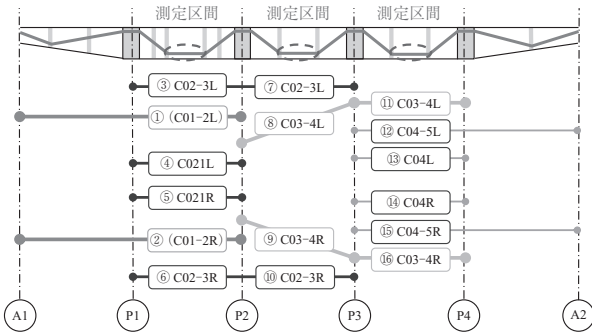 測定区間 測定区間 測定区間
③ C02-3L ⑦ C02-3L
⑪ C03-4L
① (C01-2L) ⑧ C03-4L
⑫ C04-5L
④ C021L ⑬ C04L
⑤ C021R ⑭ C04R
⑮ C04-5R
② (C01-2R) ⑨ C03-4R
⑯ C03-4R
⑥ C02-3R ⑩ C02-3R
A1 P1 P2 P3 P4 A2